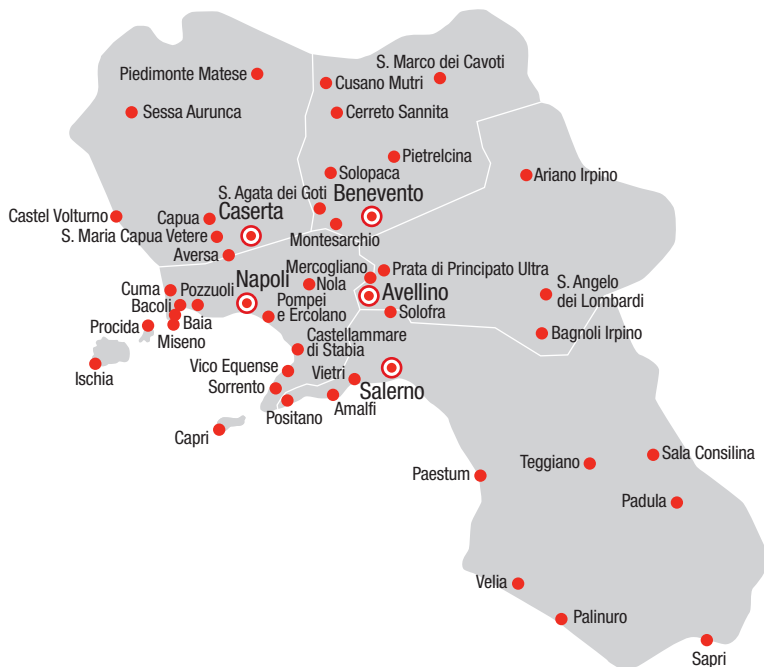 S. Marco dei Cavoti
Piedimonte Matese
Cusano Mutri
Sessa Aurunca
Cerreto Sannita
Pietrelcina
Solopaca
Ariano Irpino
S. Agata dei Goti
Benevento
Castel Volturno
Capua
Caserta
S. Maria Capua Vetere
Montesarchio
Aversa
Mercogliano
Prata di Principato Ultra
Napoli
Nola
Cuma
Pozzuoli
Avellino
S. Angelo
dei Lombardi
Bacoli
Pompei
e Ercolano
Solofra
Procida
Baia
Miseno
Bagnoli Irpino
Castellammare
di Stabia
Vico Equense
Ischia
Vietri
Salerno
Sorrento
Amalfi
Positano
Capri
Sala Consilina
Teggiano
Paestum
Padula
Velia
Palinuro
Sapri